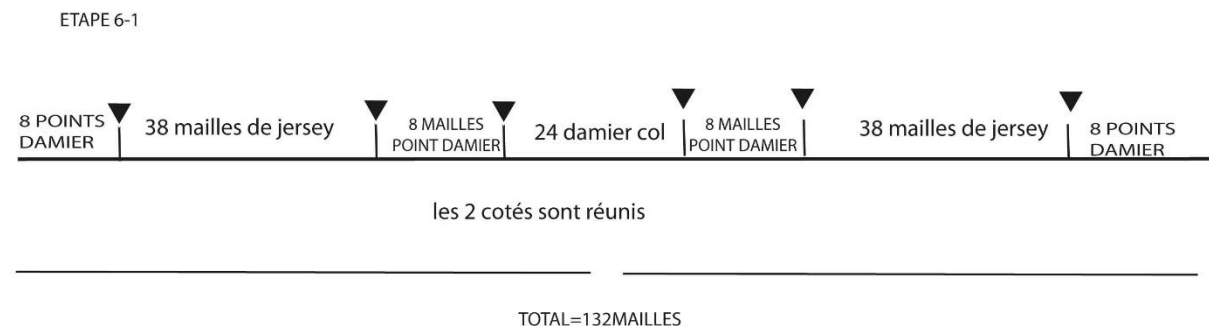 ETAPE 6-1
8 POINTS
DAMIER
38 mailles de jersey
8 MAILLES
POINT DAMIER
24 damier col
8 MAILLES
POINT DAMIER
38 mailles de jersey
8 POINTS
DAMIER
les 2 cotés sont réunis
TOTAL=132MAILLES